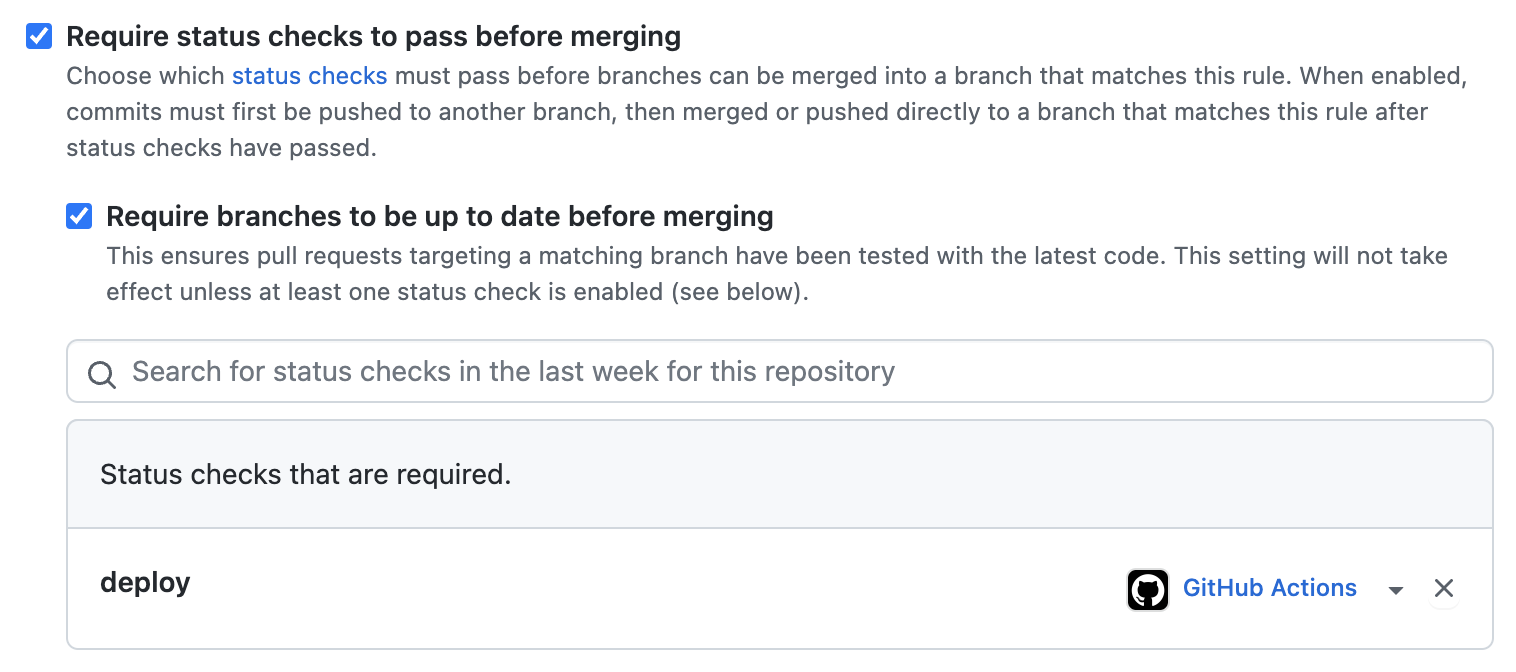 Require status checks to pass before merging
Choose which status checks must pass before branches can be merged into a branch that matches this rule. When enabled,
commits must first be pushed to another branch, then merged or pushed directly to a branch that matches this rule after
status checks have passed.
Require branches to be up to date before merging
This ensures pull requests targeting a matching branch have been tested with the latest code. This setting will not take
effect unless at least one status check is enabled (see below).
Search for status checks in the last week for this repository
Status checks that are required.
deploy GitHub Actions